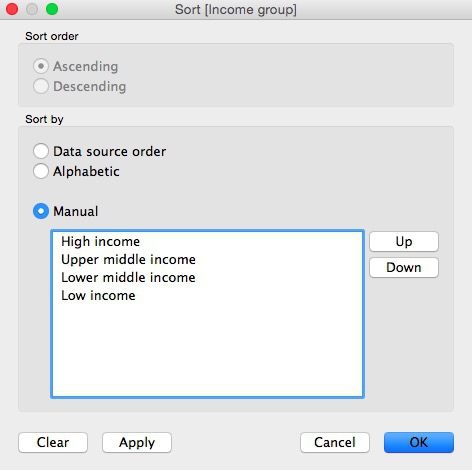 Sort [Income group]
Sort order
Ascending
Descending
Sort by
Data source order
Alphabetic
Manual
High income
Upper middle income
Lower middle income
Low income
Up
Down
Clear Apply Cancel OK